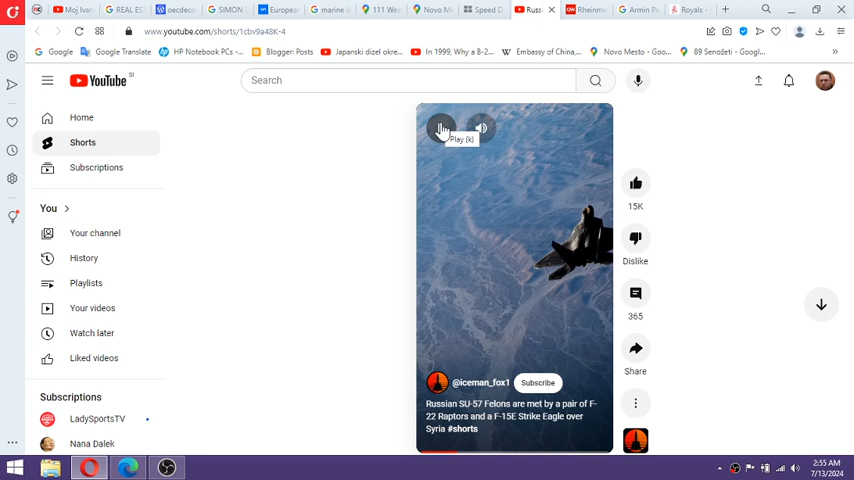 Moj Ivan
REAL EST
oecdec
SIMON C
Europea
marine k
111 Wes
Novo Me
Speed D
Russi
Rheinme
Armin Pa
Royals -
www.youtube.com/shorts/1cbv9a48K-4
Google
Google Translate
HP Notebook PCs -...
Blogger: Posts
Japanski dizel okre...
In 1999, Why a B-2...
Embassy of China,...
Novo Mesto - Goo...
89 Senožeti - Googl...
YouTube SI
Search
Home
Shorts
Subscriptions
You
Your channel
History
Playlists
Your videos
Watch later
Liked videos
Subscriptions
LadySportsTV
Nana Dalek
Play (k)
@iceman_fox1 Subscribe
Russian SU-57 Felons are met by a pair of F-
22 Raptors and a F-15E Strike Eagle over
Syria #shorts
15K
Dislike
365
Share
2:55 AM
7/13/2024